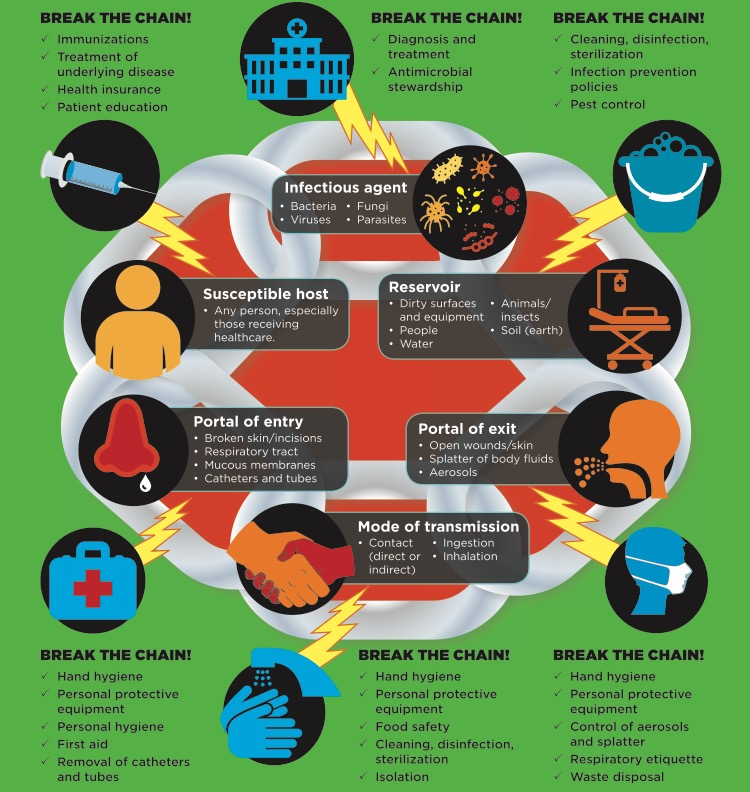 BREAK THE CHAIN!
✓ Immunizations
✓ Treatment of
underlying disease
✓ Health insurance
✓ Patient education
BREAK THE CHAIN!
✓ Diagnosis and
treatment
✓ Antimicrobial
stewardship
BREAK THE CHAIN!
✓ Cleaning, disinfection,
sterilization
✓ Infection prevention
policies
✓ Pest control
Infectious agent
• Bacteria • Fungi
• Viruses • Parasites
Susceptible host
• Any person, especially
those receiving
healthcare.
Reservoir
• Dirty surfaces
and equipment
• People
• Water
• Animals/
insects
• Soil (earth)
Portal of entry
• Broken skin/incisions
• Respiratory tract
• Mucous membranes
• Catheters and tubes
Portal of exit
• Open wounds/skin
• Splatter of body fluids
• Aerosols
Mode of transmission
• Contact
(direct or
indirect)
• Ingestion
• Inhalation
BREAK THE CHAIN!
✓ Hand hygiene
✓ Personal protective
equipment
✓ Personal hygiene
✓ First aid
✓ Removal of catheters
and tubes
BREAK THE CHAIN!
✓ Hand hygiene
✓ Personal protective
equipment
✓ Food safety
✓ Cleaning, disinfection,
sterilization
✓ Isolation
BREAK THE CHAIN!
✓ Hand hygiene
✓ Personal protective
equipment
✓ Control of aerosols
and splatter
✓ Respiratory etiquette
✓ Waste disposal